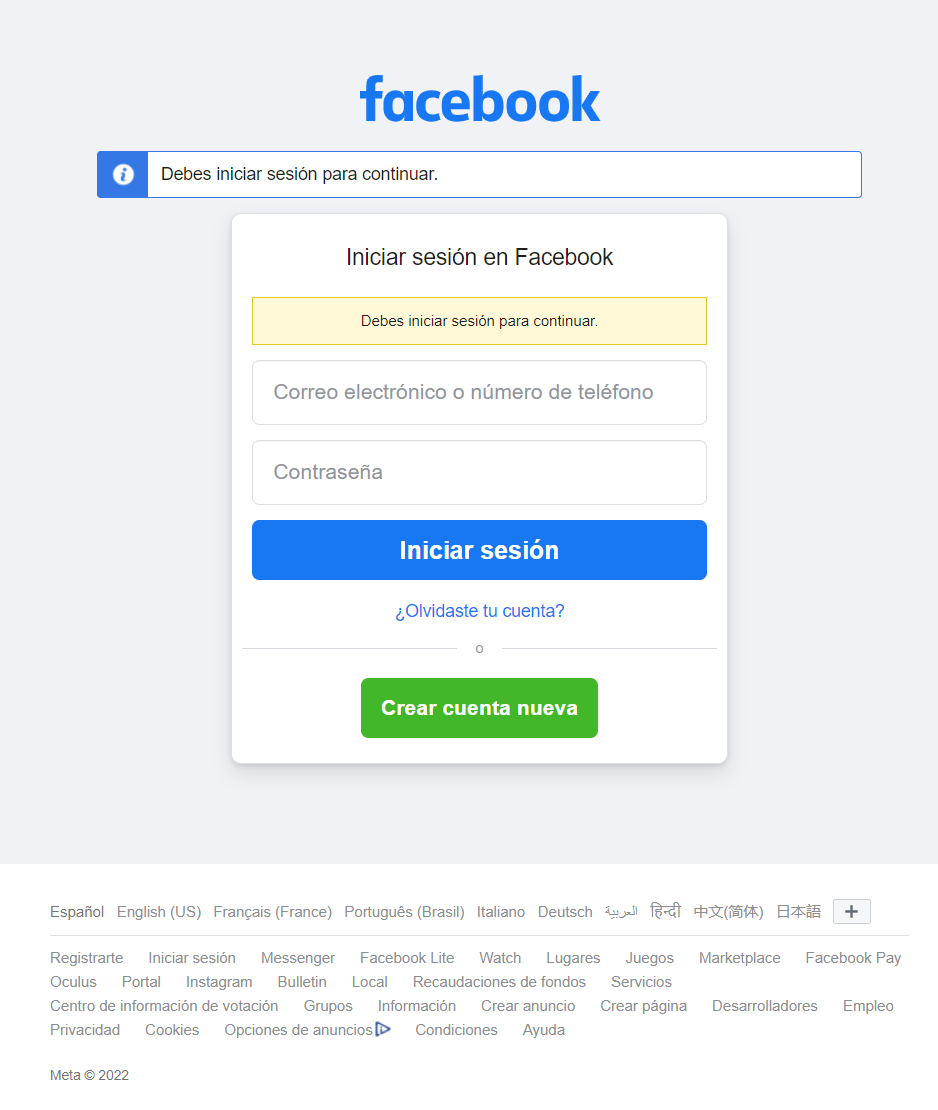 facebook
Debes iniciar sesión para continuar.
Iniciar sesión en Facebook
Debes iniciar sesión para continuar.
Correo electrónico o número de teléfono
Contraseña
Iniciar sesión
¿Olvidaste tu cuenta?
o
Crear cuenta nueva
Español English (US) Français (France) Português (Brasil) Italiano Deutsch العربية हिन्दी 中文(简体) 日本語
Registrarte Iniciar sesión Messenger Facebook Lite Watch Lugares Juegos Marketplace Facebook Pay
Oculus Portal Instagram Bulletin Local Recaudaciones de fondos Servicios
Centro de información de votación Grupos Información Crear anuncio Crear página Desarrolladores Empleo
Privacidad Cookies Opciones de anuncios Condiciones Ayuda
Meta © 2022